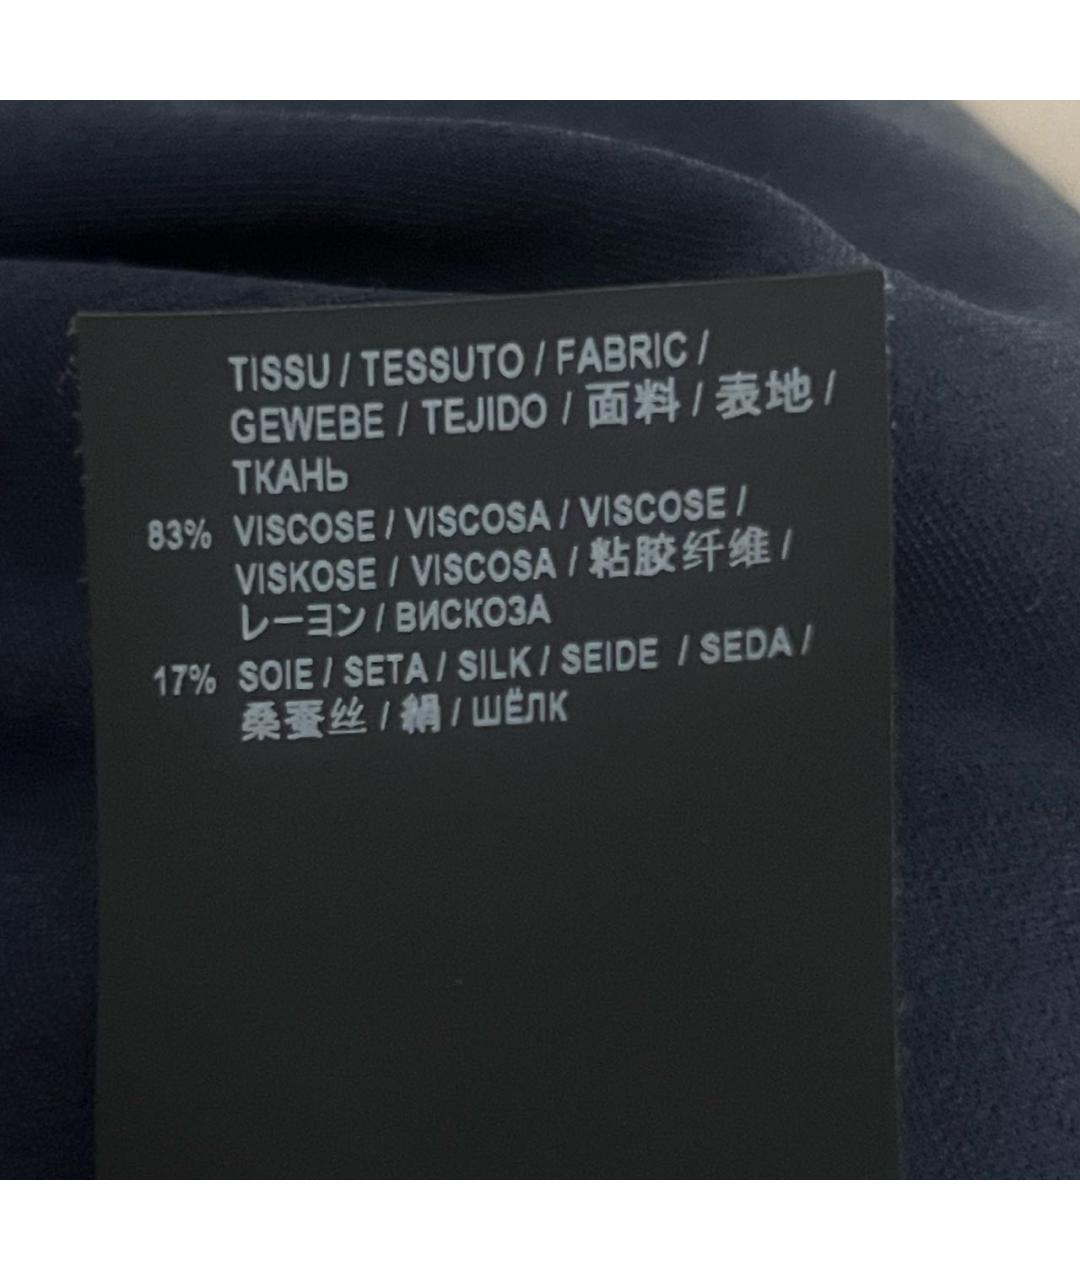 TISSU / TESSUTO / FABRIC /
GEWEBE / TEJIDO / 面料 / 表地 /
ТКАНЬ
83% VISCOSE / VISCOSA / VISCOSE /
VISKOSE / VISCOSA / 粘胶纤维 /
レーヨン / ВИСКОЗА
17% SOIE / SETA / SILK / SEIDE / SEDA /
桑蚕丝 / 絹 / ШЁЛК